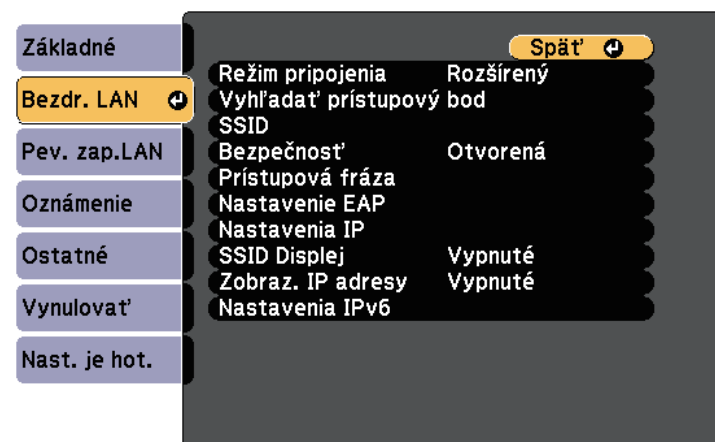 Základné
Bezdr. LAN
Pev. zap.LAN
Oznámenie
Ostatné
Vynulovať
Nast. je hot.
Späť
Režim pripojenia Rozšírený
Vyhľadať prístupový bod
SSID
Bezpečnosť Otvorená
Prístupová fráza
Nastavenie EAP
Nastavenia IP
SSID Displej Vypnuté
Zobraz. IP adresy Vypnuté
Nastavenia IPv6